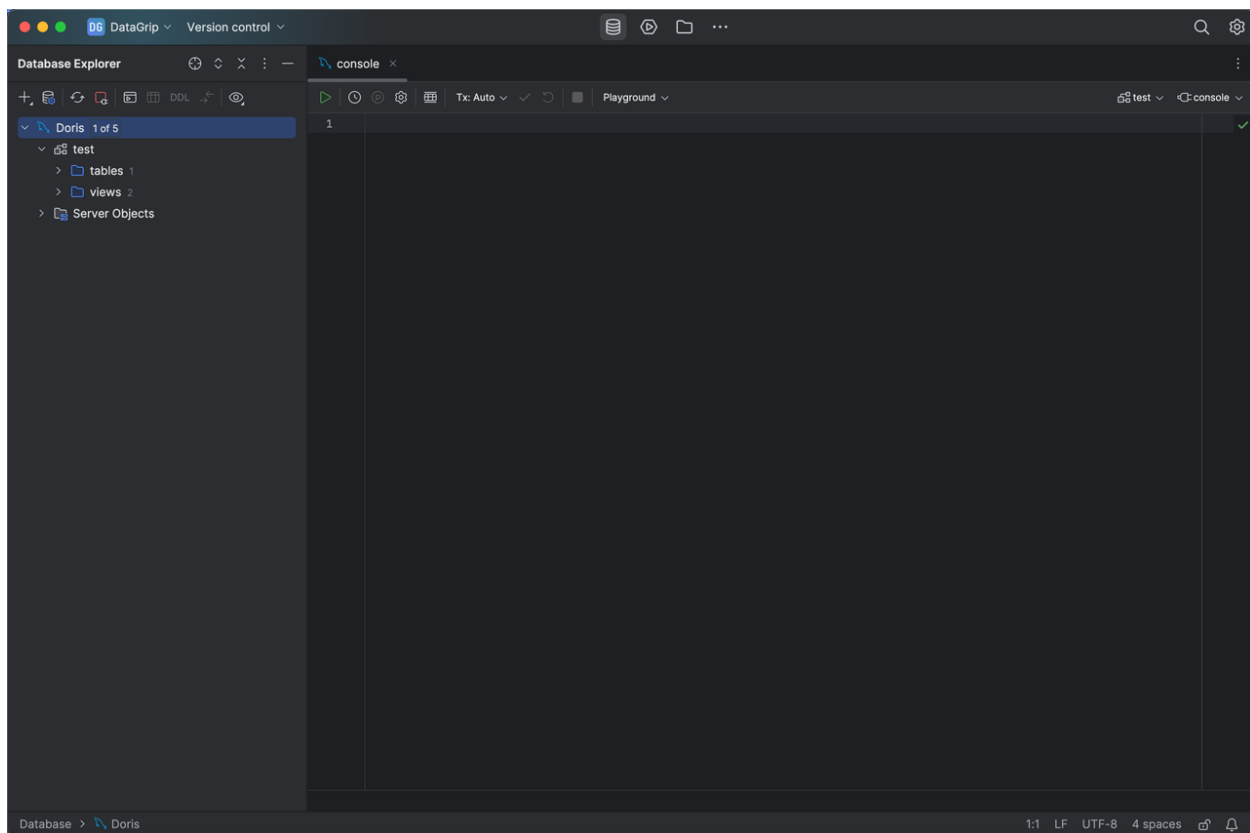 DG DataGrip Version control
Database Explorer
console
DDL
Tx: Auto Playground test console
Doris 1 of 5
1
test
tables 1
views 2
Server Objects
Database > Doris 1:1 LF UTF-8 4 spaces